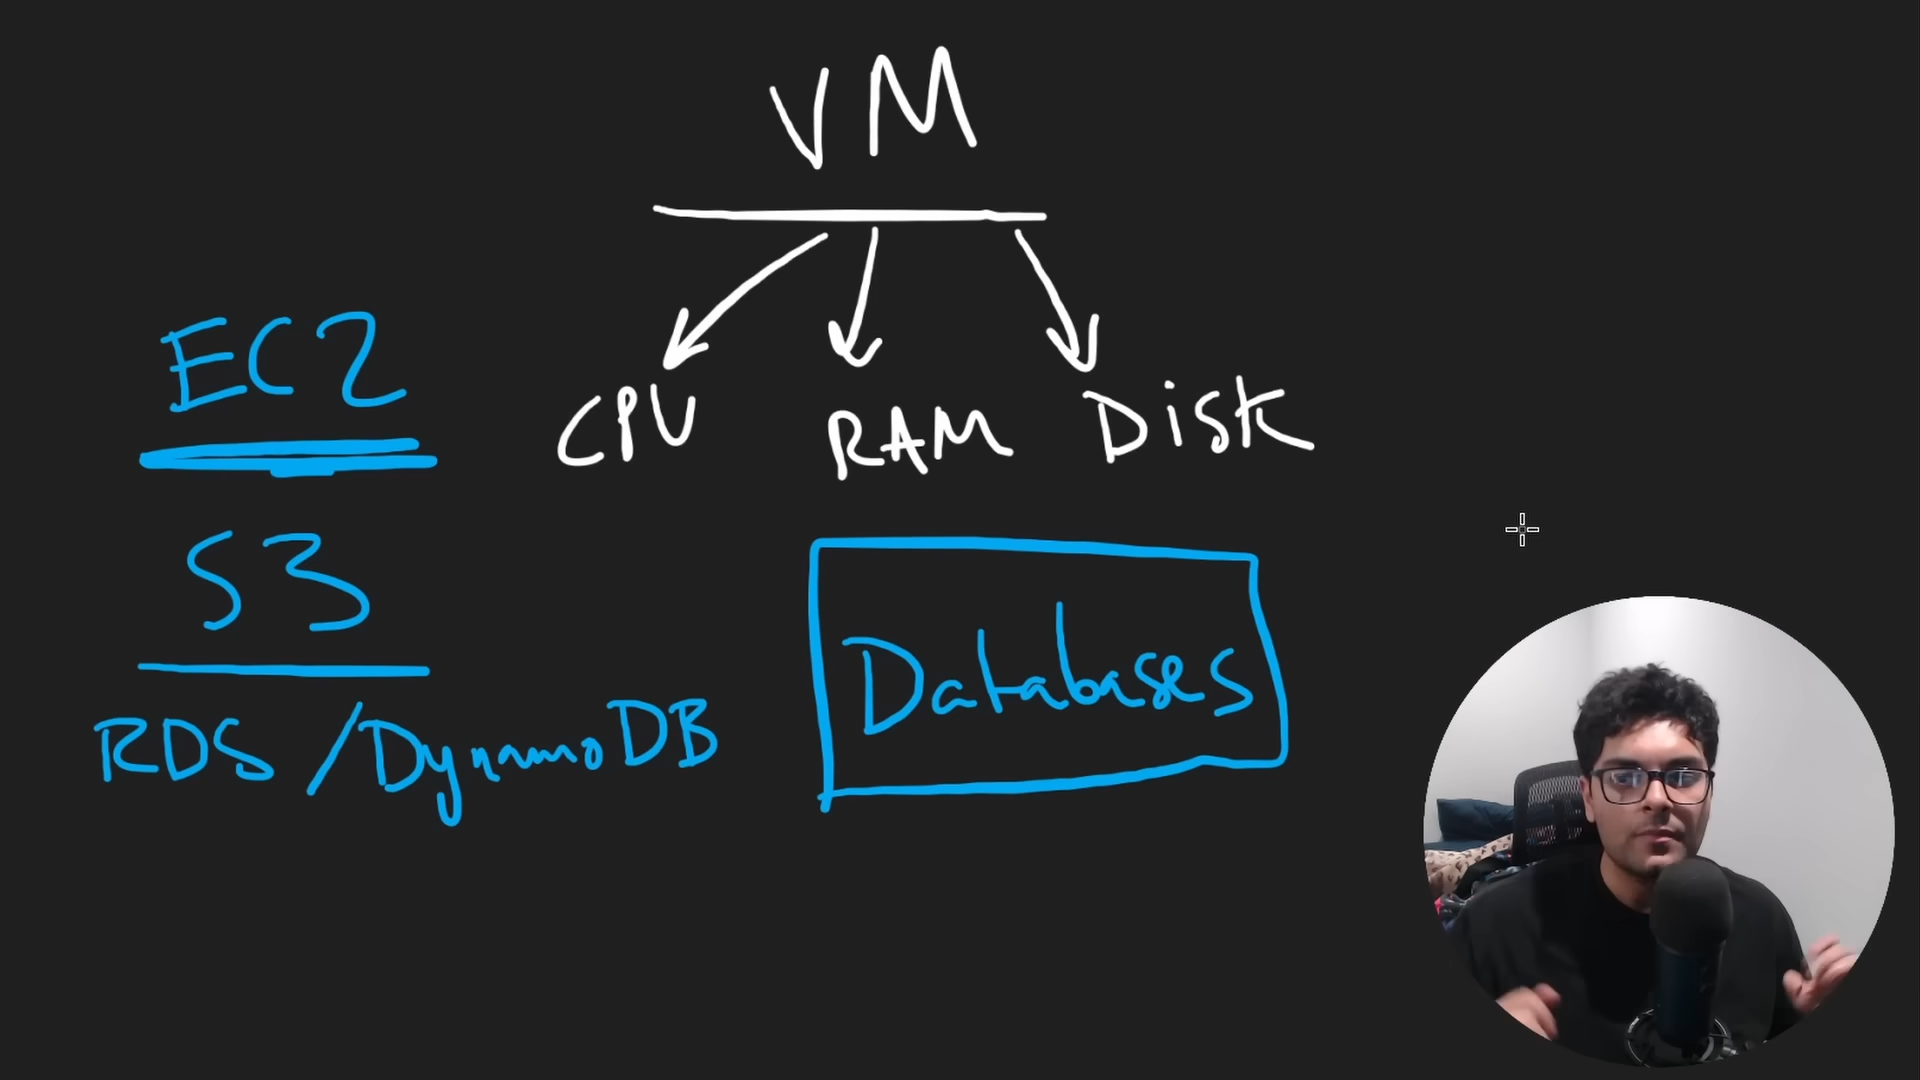 VM
CPU RAM Disk
EC2
S3
RDS / DynamoDB
Databases